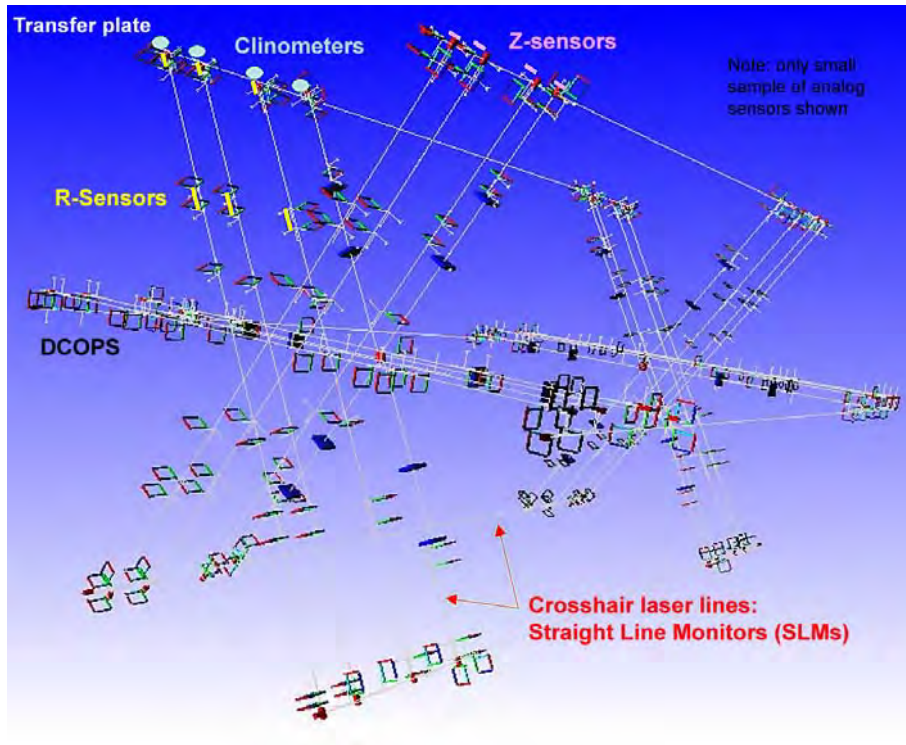 Transfer plate
Clinometers
Z-sensors
Note: only small
sample of analog
sensors shown
R-Sensors
DCOPS
Crosshair laser lines:
Straight Line Monitors (SLMs)